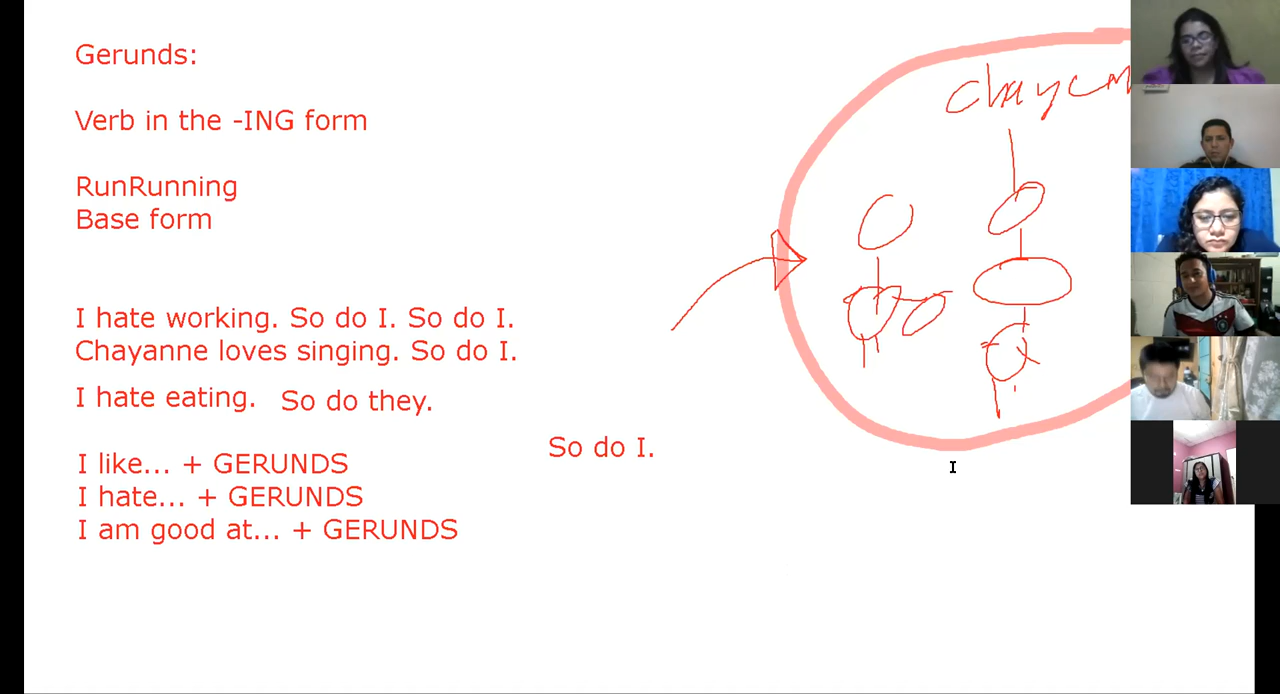 Gerunds:
Verb in the -ING form
RunRunning
Base form
I hate working. So do I. So do I.
Chayanne loves singing. So do I.
I hate eating. So do they.
So do I.
I like... + GERUNDS
I hate... + GERUNDS
I am good at... + GERUNDS